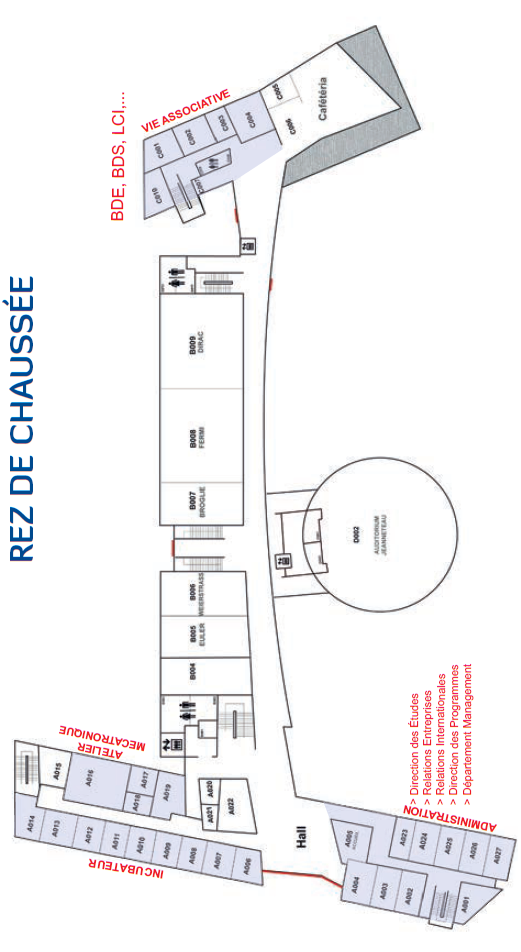 REZ DE CHAUSSÉE
BDE, BDS, LCI,...
VIE ASSOCIATIVE
C001
C002
C003
C004
C005
C006
C007
C010
Cafétéria
B009
DIRAC
B008
FERMI
B007
BROGLIE
B006
WEIERSTRASS
B005
EULER
B004
D002
AUDITORIUM
JEANNETEAU
ATELIER
MECATRONIQUE
A015
A016
A017
A018
A019
A020
A021
A022
A014
A013
A012
A011
A010
A009
A008
A007
A006
INCUBATEUR
Hall
A005
ACCUEIL
A004
A003
A002
A001
A023
A024
A025
A026
A027
ADMINISTRATION
> Direction des Études
> Relations Entreprises
> Relations Internationales
> Direction des Programmes
> Département Management